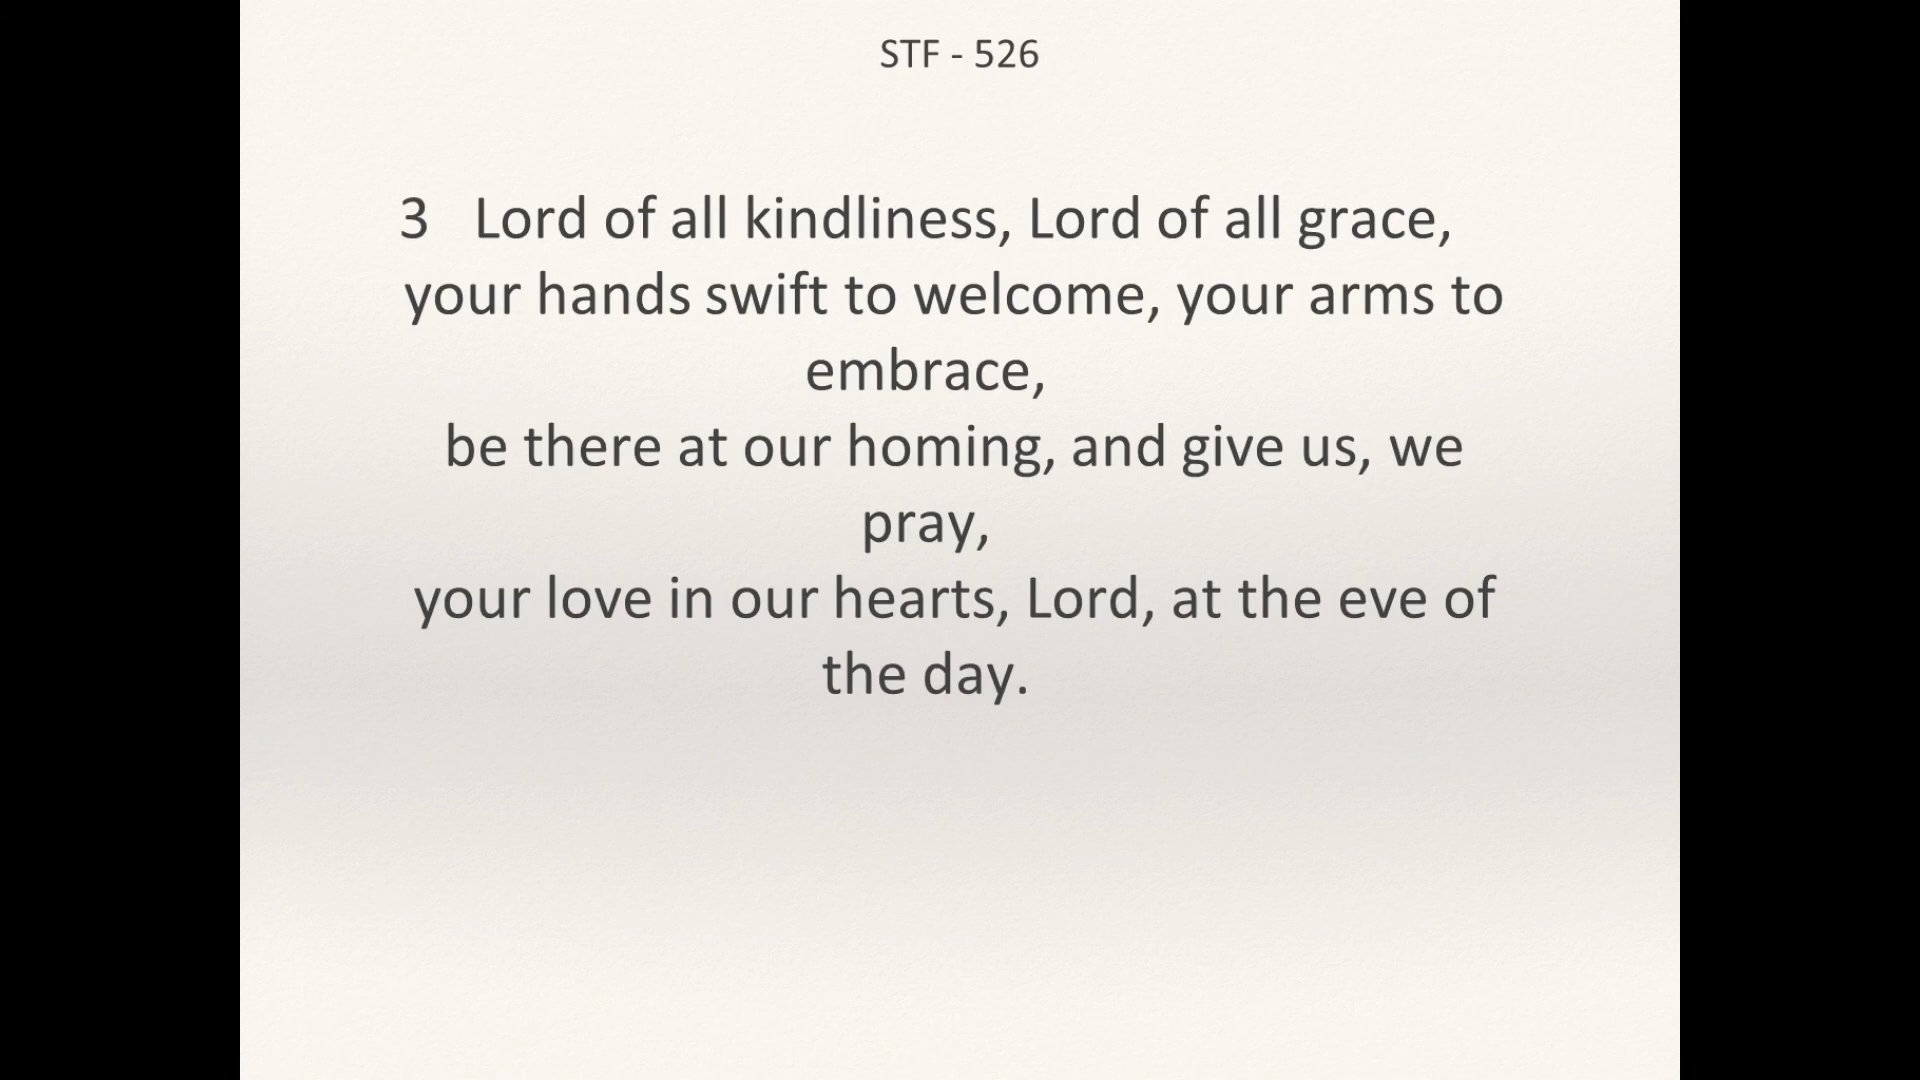 STF - 526
3 Lord of all kindliness, Lord of all grace,
your hands swift to welcome, your arms to
embrace,
be there at our homing, and give us, we
pray,
your love in our hearts, Lord, at the eve of
the day.